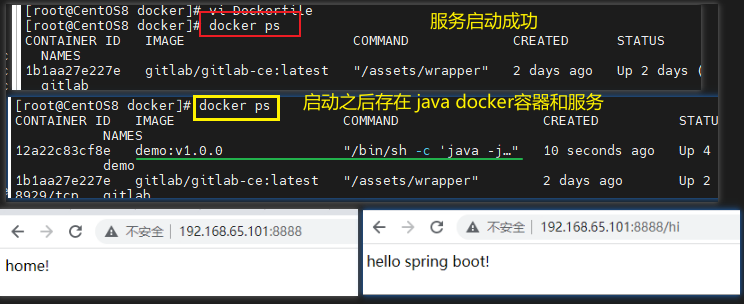 [root@CentOS8 docker]# vi Dockerfile
[root@CentOS8 docker]# docker ps
服务启动成功
CONTAINER ID   IMAGE   COMMAND   CREATED   STATUS
NAMES
1b1aa27e227e   gitlab/gitlab-ce:latest   "/assets/wrapper"   2 days ago   Up 2 days (
gitlab
[root@CentOS8 docker]# docker ps
启动之后存在 java docker容器和服务
CONTAINER ID   IMAGE   COMMAND   CREATED   STATU
NAMES
12a22c83cf8e   demo:v1.0.0   "/bin/sh -c 'java -j…"   10 seconds ago   Up 4
demo
1b1aa27e227e   gitlab/gitlab-ce:latest   "/assets/wrapper"   2 days ago   Up 2
8929/tcp   gitlab
不安全 | 192.168.65.101:8888
home!
不安全 | 192.168.65.101:8888/hi
hello spring boot!